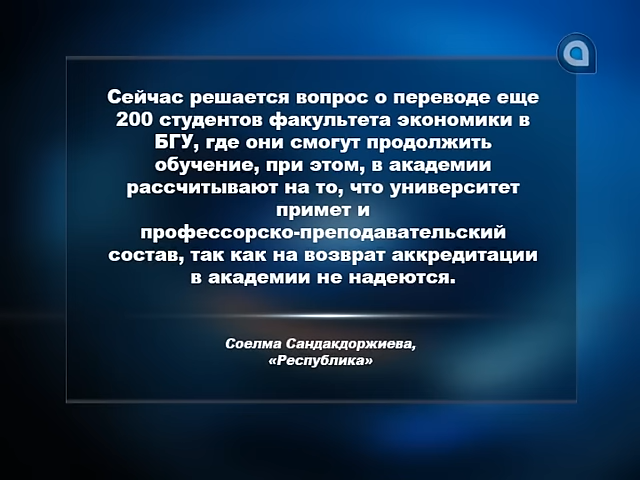 Сейчас решается вопрос о переводе еще
200 студентов факультета экономики в
БГУ, где они смогут продолжить
обучение, при этом, в академии
рассчитывают на то, что университет
примет и
профессорско-преподавательский
состав, так как на возврат аккредитации
в академии не надеются.
Соелма Сандакдоржиева,
«Республика»